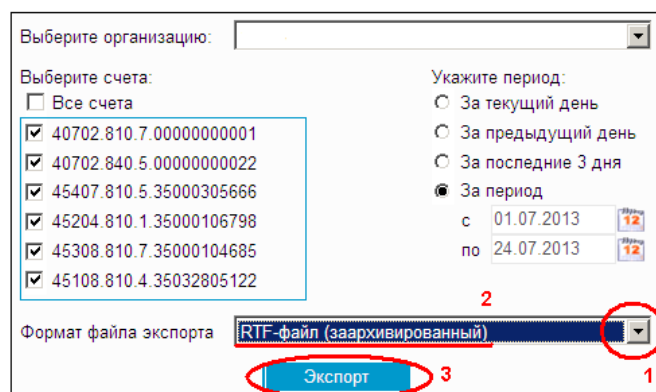 Выберите организацию:
Выберите счета:
Все счета
40702.810.7.00000000001
40702.840.5.00000000022
45407.810.5.35000305666
45204.810.1.35000106798
45308.810.7.35000104685
45108.810.4.35032805122
Укажите период:
За текущий день
За предыдущий день
За последние 3 дня
За период
с 01.07.2013 12
по 24.07.2013 12
2
Формат файла экспорта RTF-файл (заархивированный)
1
Экспорт 3